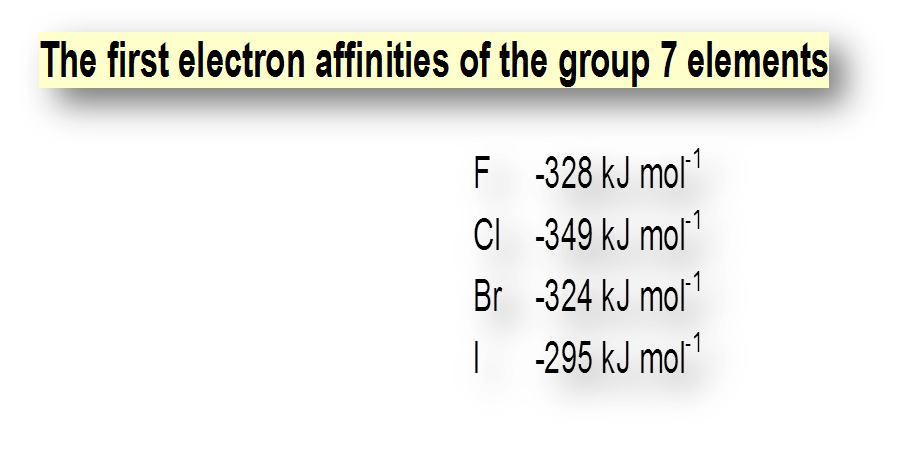 The first electron affinities of the group 7 elements
F -328 kJ mol⁻¹
Cl -349 kJ mol⁻¹
Br -324 kJ mol⁻¹
I -295 kJ mol⁻¹